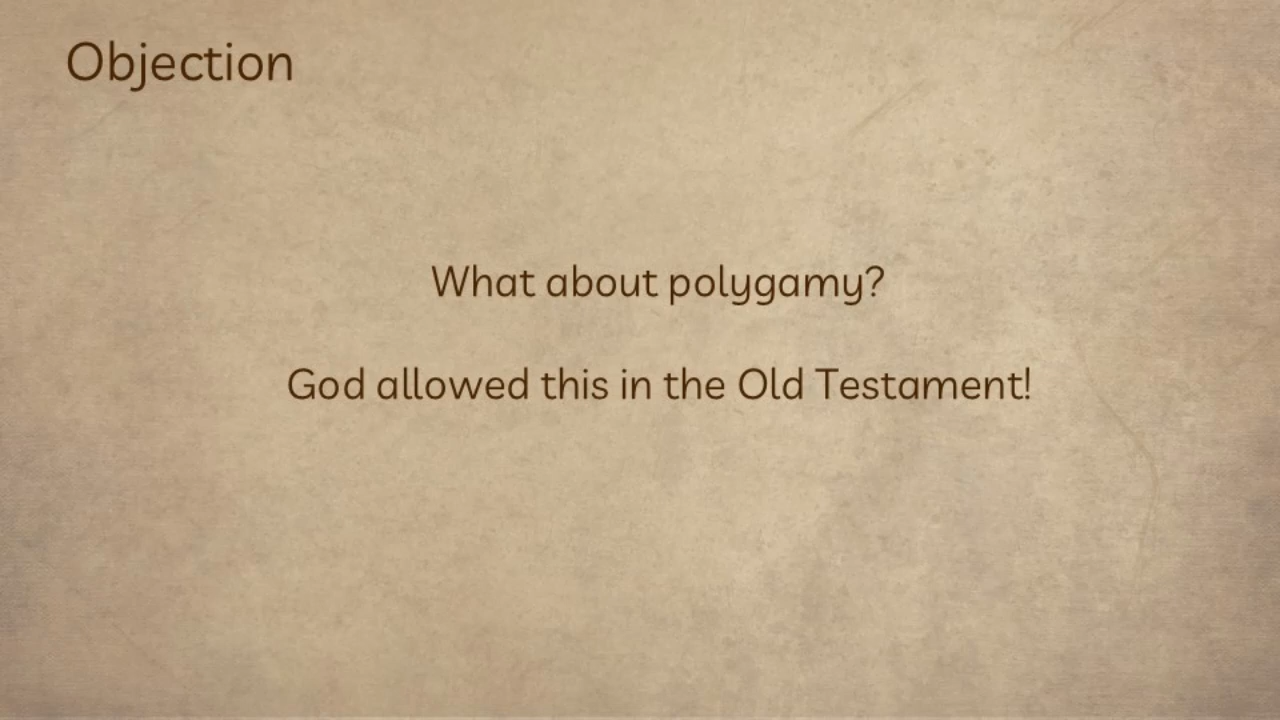 Objection
What about polygamy?
God allowed this in the Old Testament!